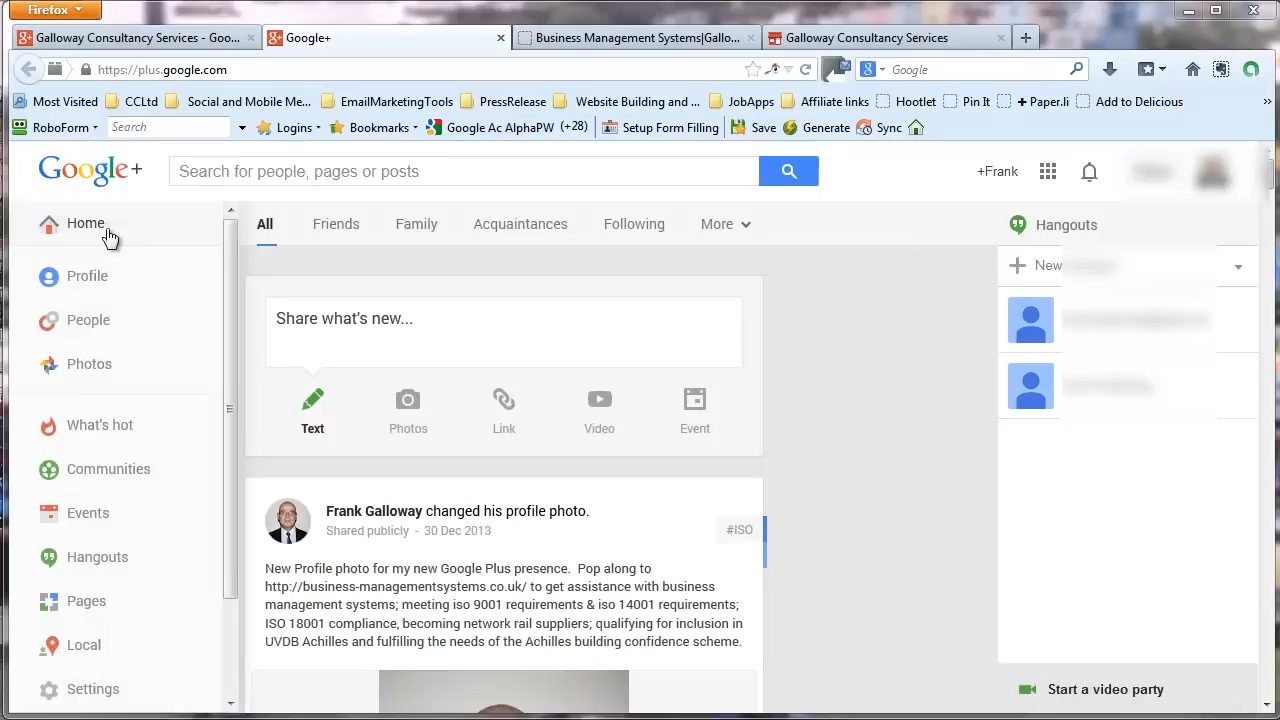 Firefox
Galloway Consultancy Services - Goo...
Google+
Business Management Systems|Gallo...
Galloway Consultancy Services
https://plus.google.com
Google
Most Visited
CCLtd
Social and Mobile Me...
EmailMarketingTools
PressRelease
Website Building and ...
JobApps
Affiliate links
Hootlet
Pin It
+ Paper.li
Add to Delicious
RoboForm
Search
Logins
Bookmarks
Google Ac AlphaPW (+28)
Setup Form Filling
Save
Generate
Sync
Google+
Search for people, pages or posts
+Frank
Home
All
Friends
Family
Acquaintances
Following
More
Hangouts
New
Profile
People
Photos
What's hot
Communities
Events
Hangouts
Pages
Local
Settings
Share what's new...
Text
Photos
Link
Video
Event
Frank Galloway changed his profile photo.
Shared publicly - 30 Dec 2013
#ISO
New Profile photo for my new Google Plus presence. Pop along to
http://business-managementsystems.co.uk/ to get assistance with business
management systems; meeting iso 9001 requirements & iso 14001 requirements;
ISO 18001 compliance, becoming network rail suppliers; qualifying for inclusion in
UVDB Achilles and fulfilling the needs of the Achilles building confidence scheme.
Start a video party